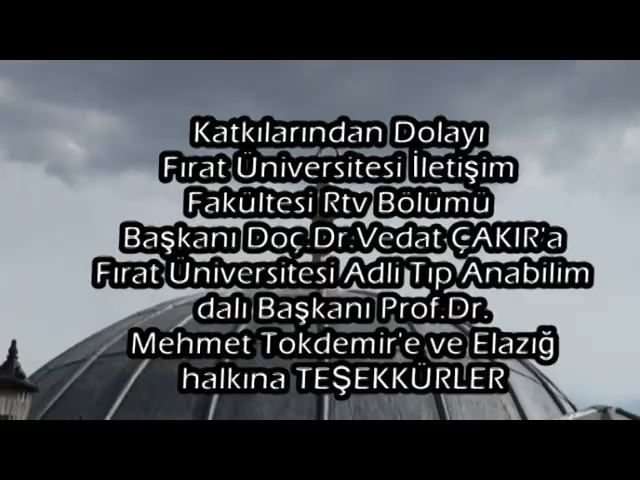 Katkılarından Dolayı
Fırat Üniversitesi İletişim
Fakültesi Rtv Bölümü
Başkanı Doç.Dr.Vedat ÇAKIR'a
Fırat Üniversitesi Adli Tıp Anabilim
dalı Başkanı Prof.Dr.
Mehmet Tokdemir'e ve Elazığ
halkına TEŞEKKÜRLER